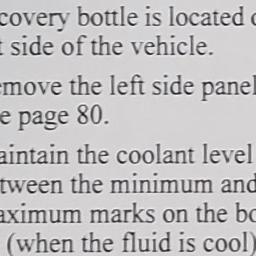 covery bottle is located
t side of the vehicle.
emove the left side panel
e page 80.
aintain the coolant level
tween the minimum and
aximum marks on the bo
(when the fluid is cool)